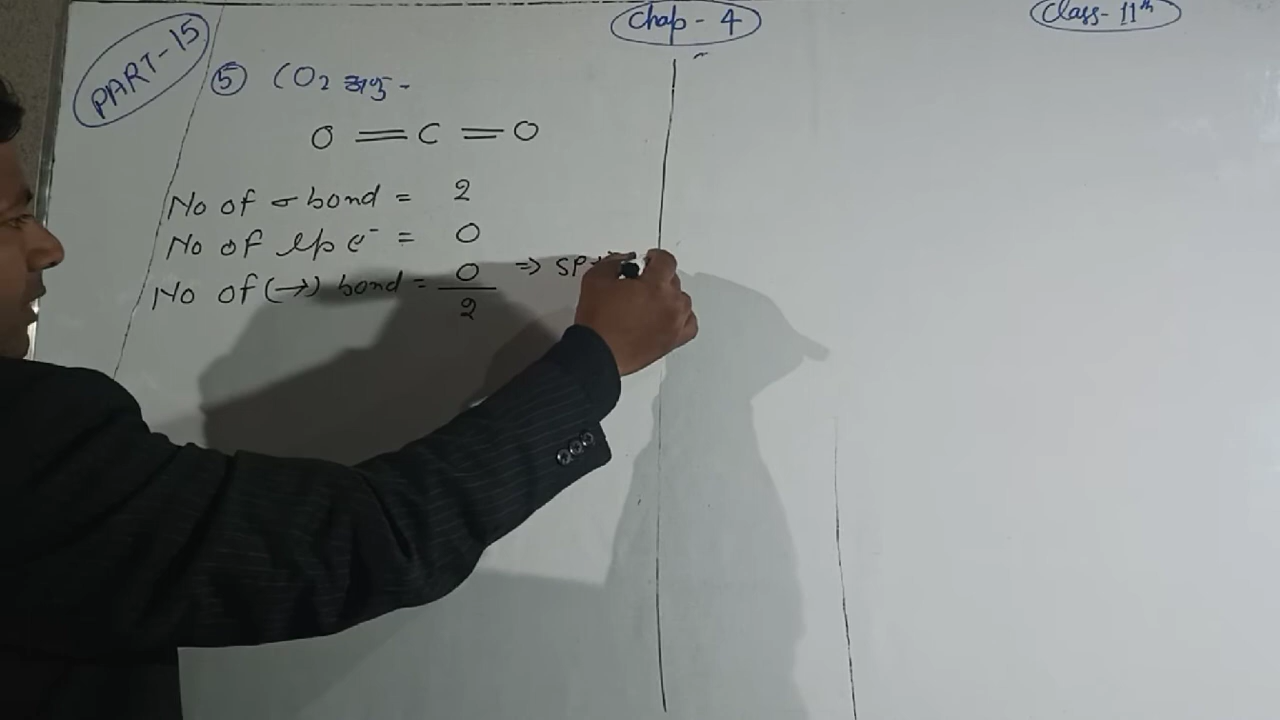 Chap - 4
Class - 11th
PART-15
⑤ CO2 अणु -
O = C = O
No of σ bond = 2
No of lp e⁻ = 0
No of (→) bond = 0 ⇒ SP
2